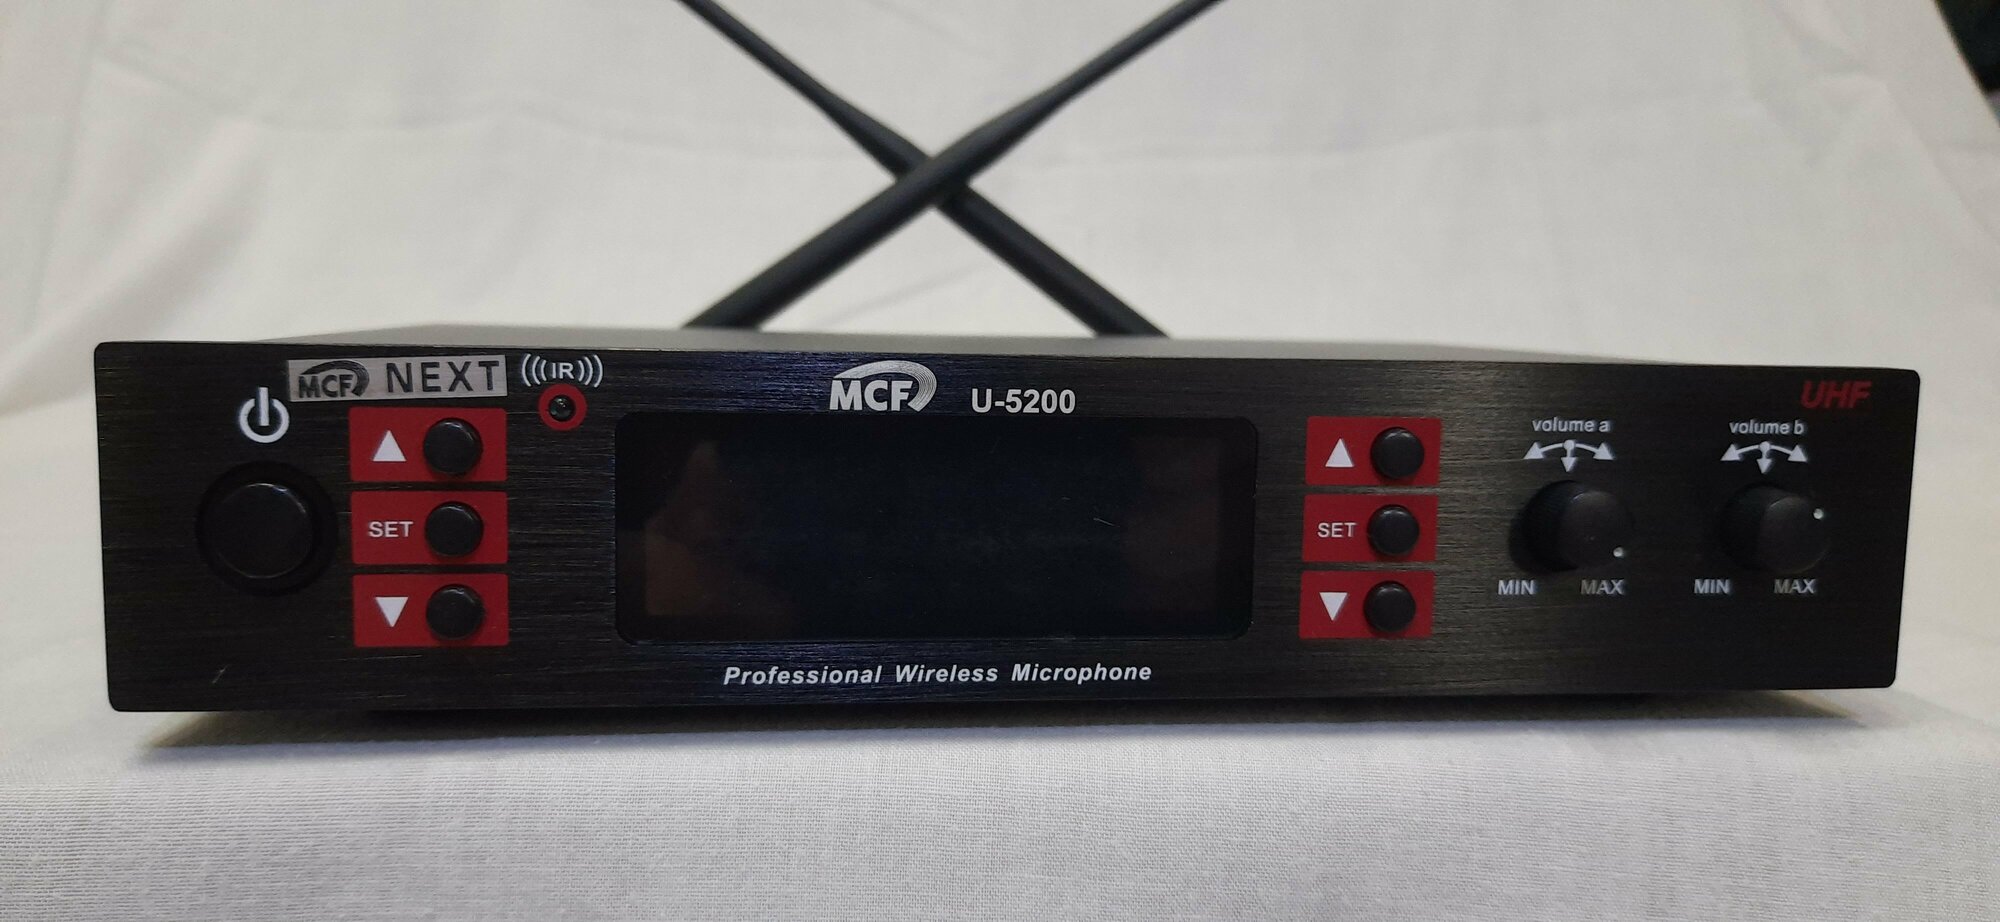 MCF NEXT
(((IR)))
MCF U-5200
UHF
SET
SET
volume a
MIN MAX
volume b
MIN MAX
Professional Wireless Microphone